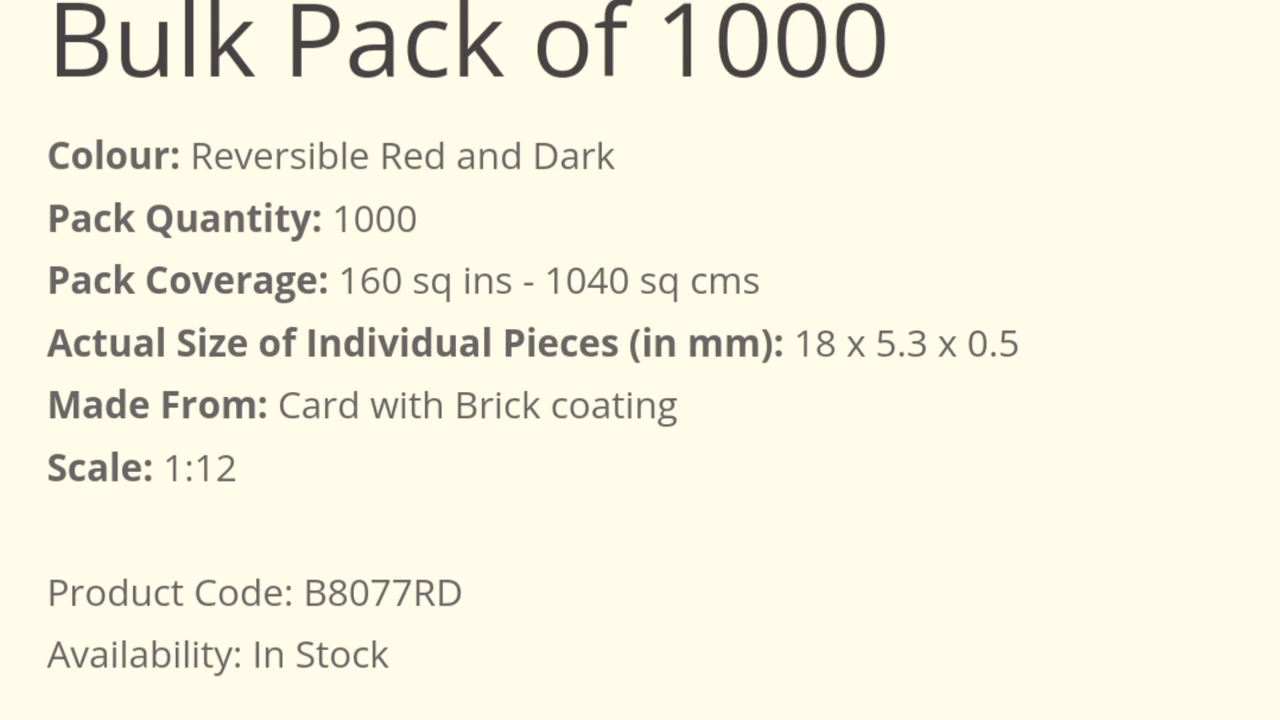 Bulk Pack of 1000
Colour: Reversible Red and Dark
Pack Quantity: 1000
Pack Coverage: 160 sq ins - 1040 sq cms
Actual Size of Individual Pieces (in mm): 18 x 5.3 x 0.5
Made From: Card with Brick coating
Scale: 1:12
Product Code: B8077RD
Availability: In Stock